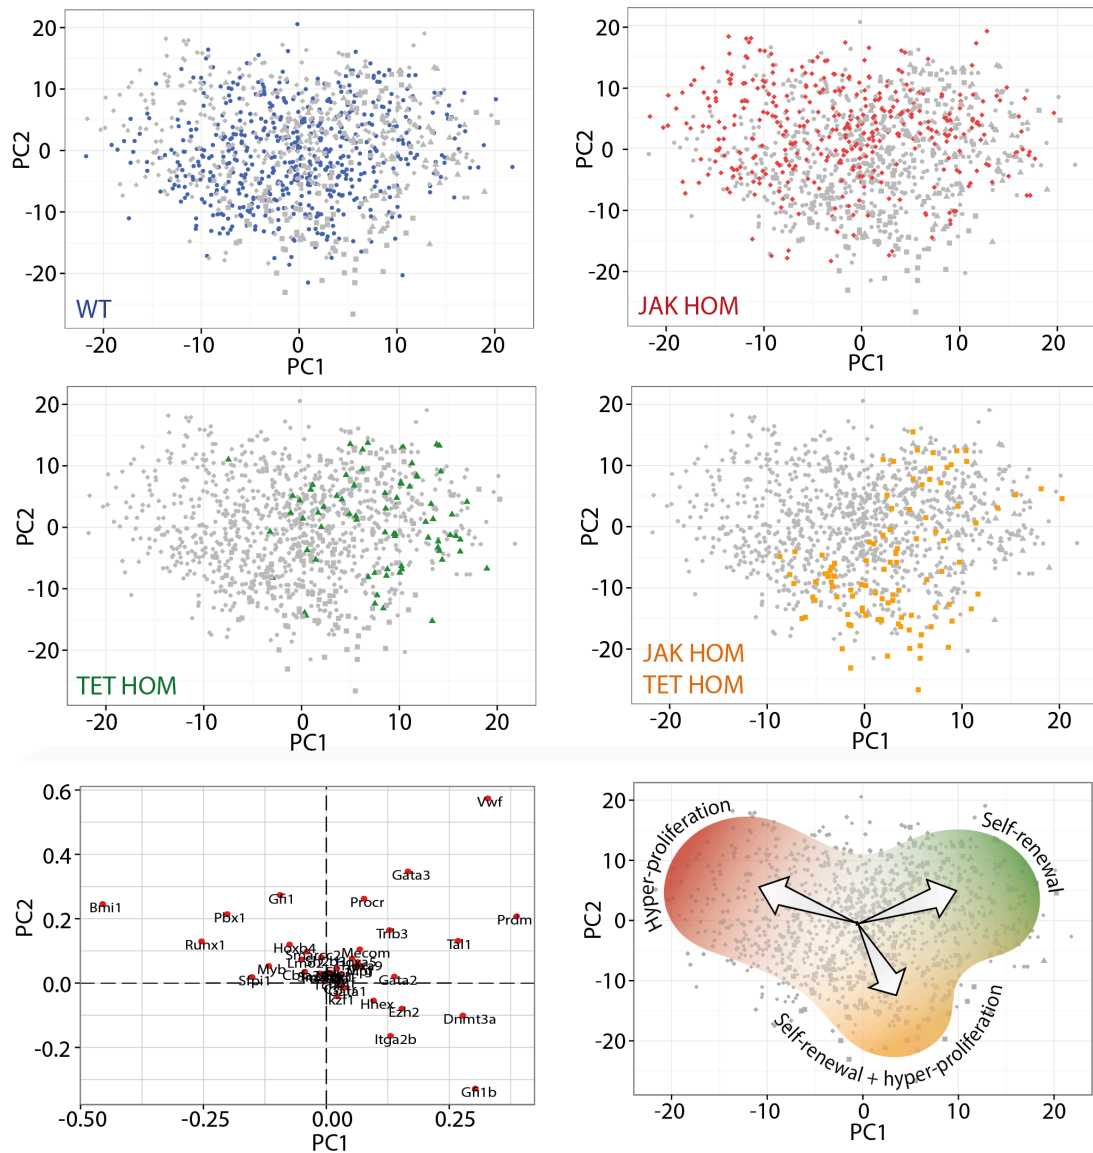 20
10
0
-10
-20
PC2
WT
-20 -10 0 10 20
PC1
20
10
0
-10
-20
PC2
JAK HOM
-20 -10 0 10 20
PC1
20
10
0
-10
-20
PC2
TET HOM
-20 -10 0 10 20
PC1
20
10
0
-10
-20
PC2
JAK HOM
TET HOM
-20 -10 0 10 20
PC1
0.6
0.4
0.2
0.0
-0.2
PC2
Vwf
Gata3
Bmi1
Gfi1
Procr
Pbx1
Prdm
Trib3
Runx1
Tal1
Hoxb4
Mecom
Myb
Sfpi1
Gata2
Ikzf1
Hhex
Ezh2
Dnmt3a
Itga2b
Gfi1b
-0.50 -0.25 0.00 0.25
PC1
20
10
0
-10
-20
PC2
Hyper-proliferation
Self-renewal
Self-renewal + hyper-proliferation
-20 -10 0 10 20
PC1